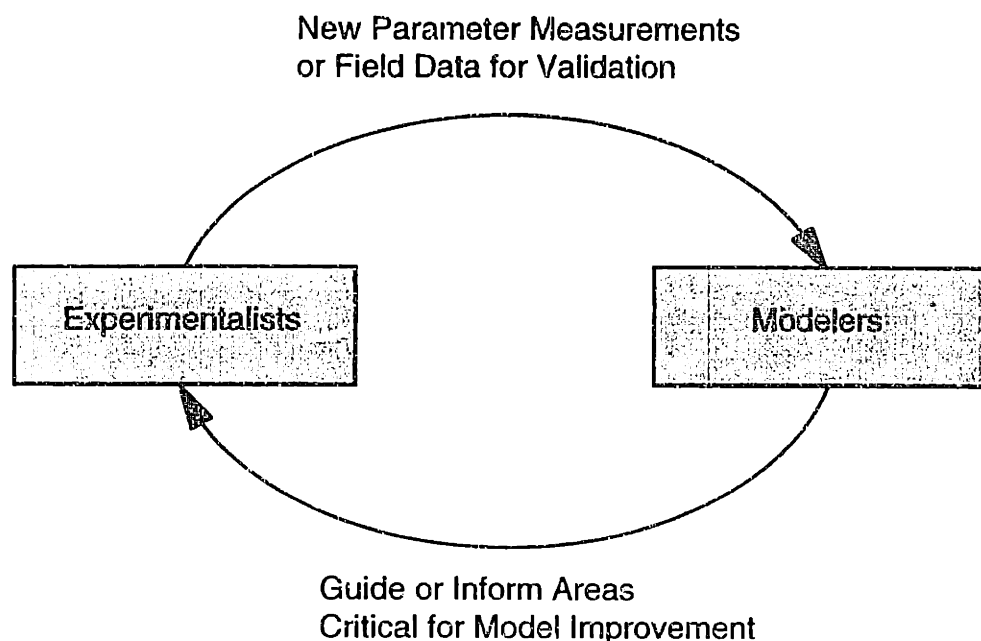 New Parameter Measurements
or Field Data for Validation
Experimentalists
Modelers
Guide or Inform Areas
Critical for Model Improvement